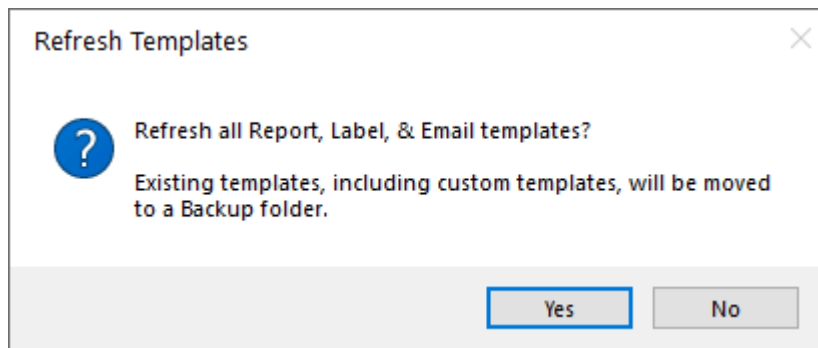 Refresh Templates
?
Refresh all Report, Label, & Email templates?
Existing templates, including custom templates, will be moved
to a Backup folder.
Yes
No